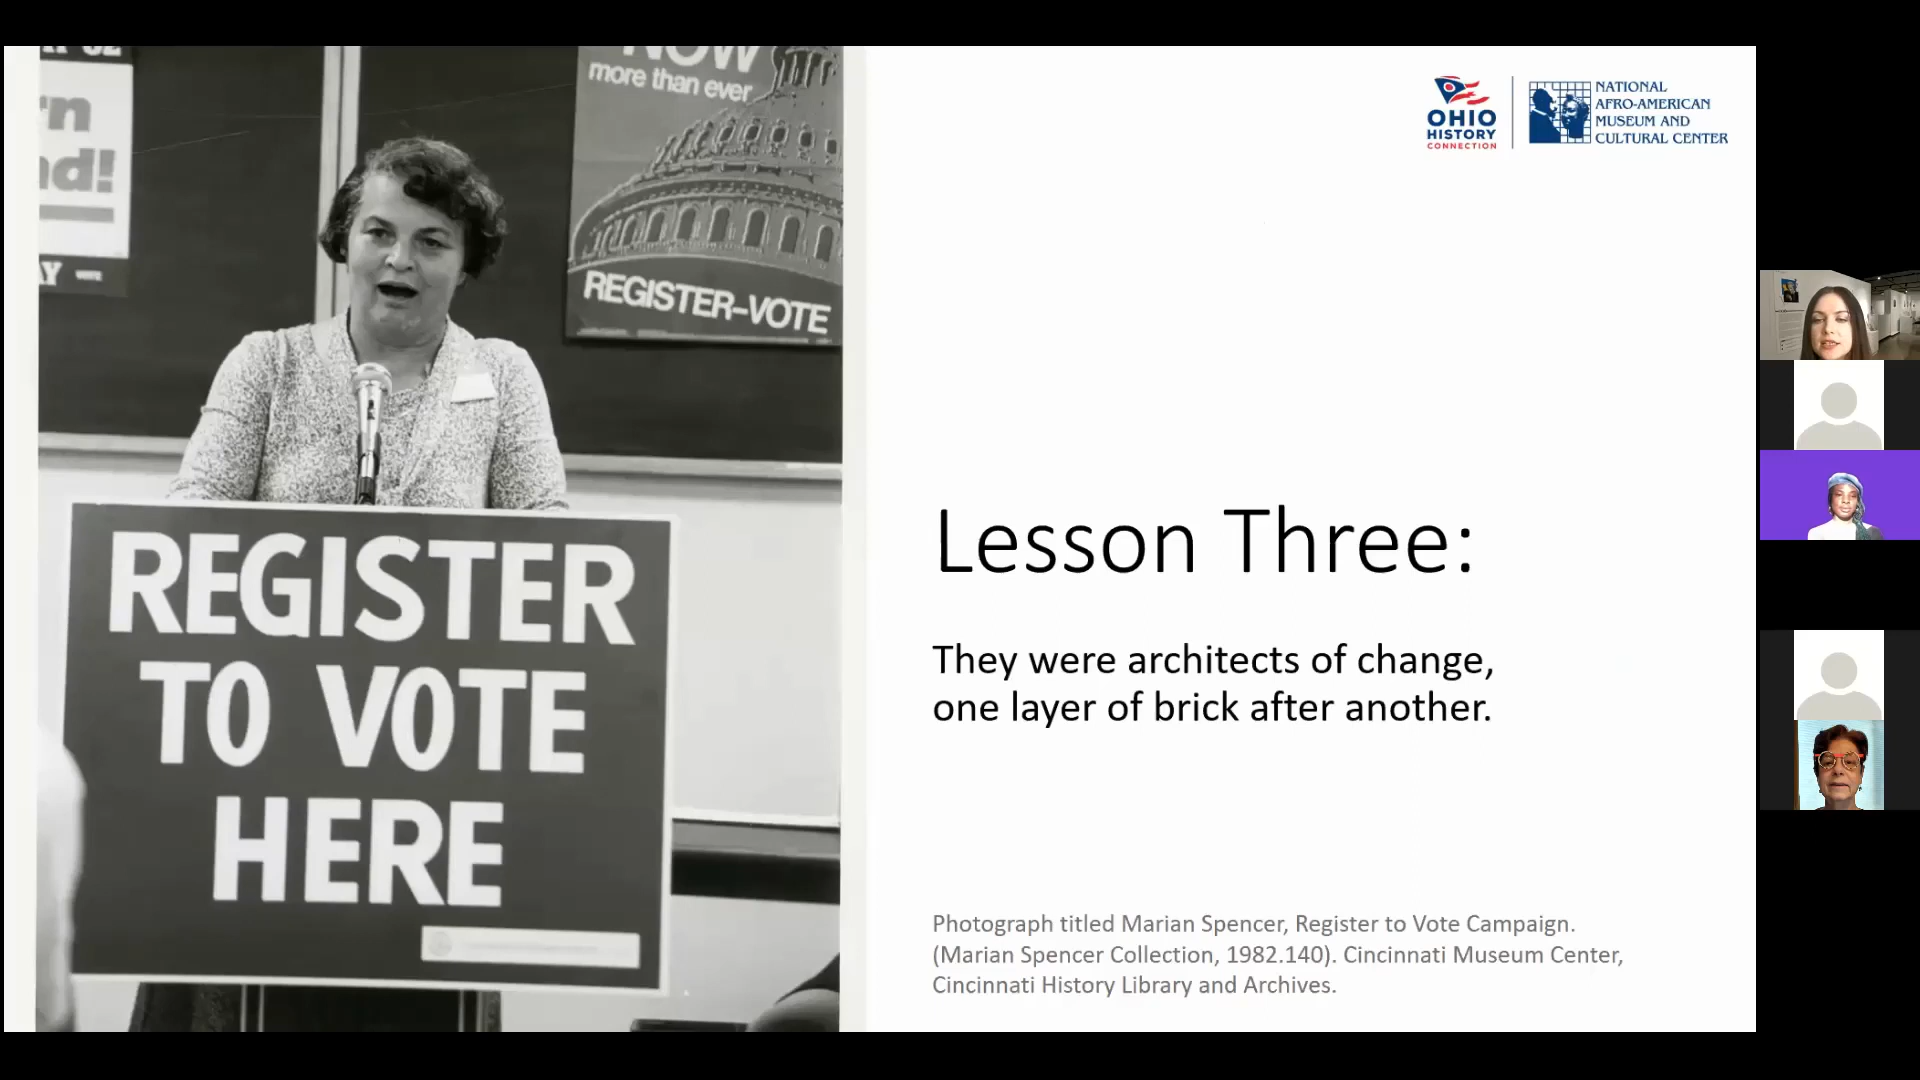 NOW
more than ever
REGISTER–VOTE
REGISTER
TO VOTE
HERE
OHIO
HISTORY
CONNECTION
NATIONAL
AFRO-AMERICAN
MUSEUM AND
CULTURAL CENTER
Lesson Three:
They were architects of change,
one layer of brick after another.
Photograph titled Marian Spencer, Register to Vote Campaign.
(Marian Spencer Collection, 1982.140). Cincinnati Museum Center,
Cincinnati History Library and Archives.